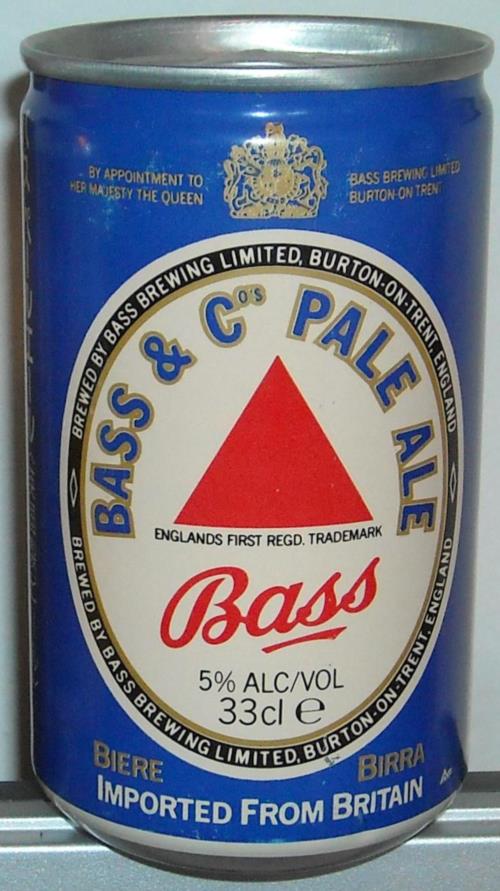 BY APPOINTMENT TO
HER MAJESTY THE QUEEN
BASS BREWING LIMITED
BURTON-ON TRENT
BREWED BY BASS BREWING LIMITED, BURTON-ON-TRENT, ENGLAND
BASS & Cº'S PALE ALE
ENGLANDS FIRST REGD. TRADEMARK
Bass
5% ALC/VOL
33cl ℮
BREWED BY BASS BREWING LIMITED, BURTON-ON-TRENT, ENGLAND
BIERE
BIRRA
IMPORTED FROM BRITAIN